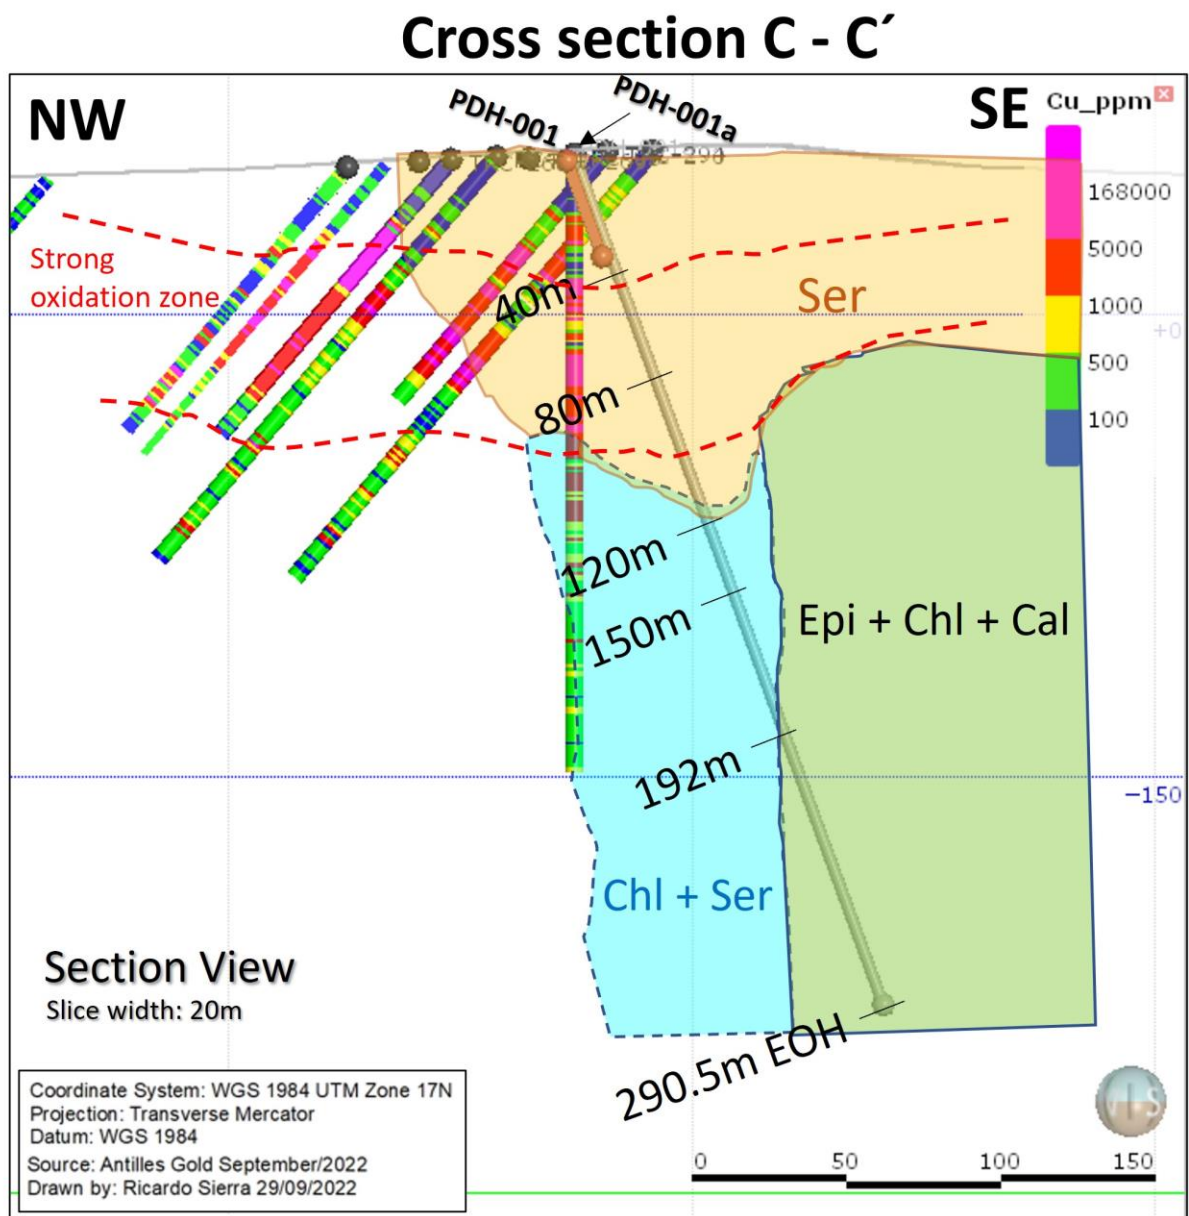 Cross section C - C´
NW
PDH-001
PDH-001a
SE
Cu_ppm
168000
5000
1000
500
100
Strong
oxidation zone
Ser
+0
40m
80m
120m
150m
Epi + Chl + Cal
192m
-150
Chl + Ser
Section View
Slice width: 20m
290.5m EOH
Coordinate System: WGS 1984 UTM Zone 17N
Projection: Transverse Mercator
Datum: WGS 1984
Source: Antilles Gold September/2022
Drawn by: Ricardo Sierra 29/09/2022
0 50 100 150